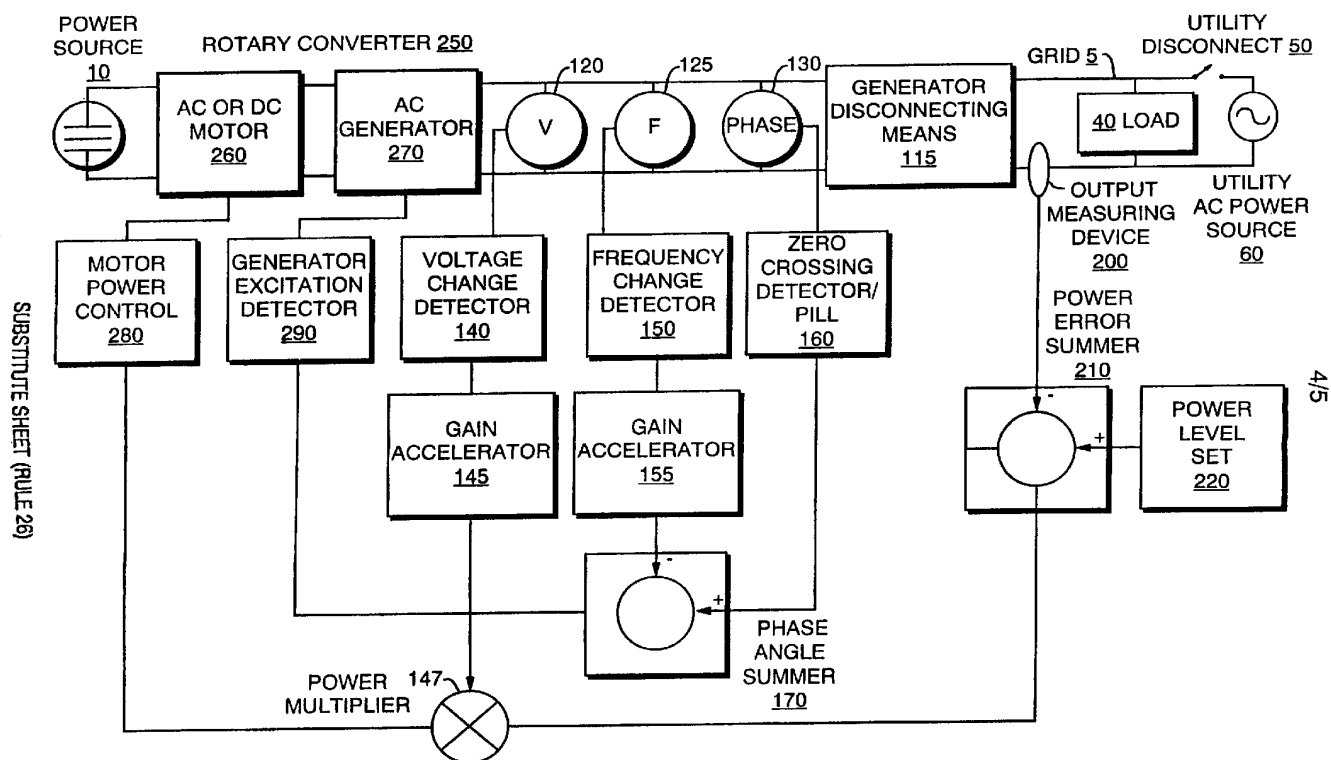 POWER
SOURCE
10
ROTARY CONVERTER 250
120
125
130
GRID 5
UTILITY
DISCONNECT 50
AC OR DC
MOTOR
260
AC
GENERATOR
270
V
F
PHASE
GENERATOR
DISCONNECTING
MEANS
115
40 LOAD
OUTPUT
MEASURING
DEVICE
200
UTILITY
AC POWER
SOURCE
60
MOTOR
POWER
CONTROL
280
GENERATOR
EXCITATION
DETECTOR
290
VOLTAGE
CHANGE
DETECTOR
140
FREQUENCY
CHANGE
DETECTOR
150
ZERO
CROSSING
DETECTOR/
PILL
160
POWER
ERROR
SUMMER
210
GAIN
ACCELERATOR
145
GAIN
ACCELERATOR
155
-
+
POWER
LEVEL
SET
220
-
+
PHASE
ANGLE
SUMMER
170
POWER
MULTIPLIER
147
SUBSTITUTE SHEET (RULE 26)
4/5